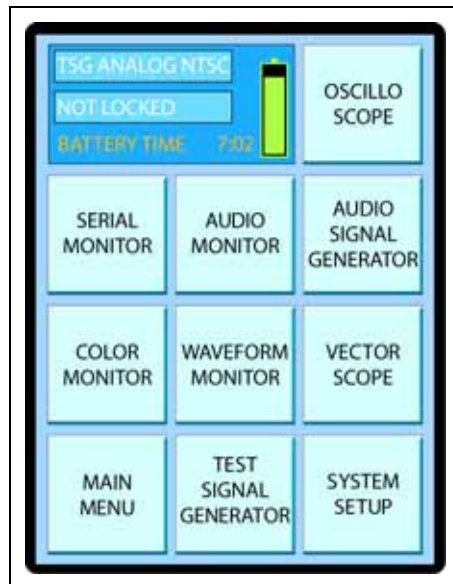 TSG ANALOG NTSC
NOT LOCKED
BATTERY TIME 7:02
OSCILLO
SCOPE
SERIAL
MONITOR
AUDIO
MONITOR
AUDIO
SIGNAL
GENERATOR
COLOR
MONITOR
WAVEFORM
MONITOR
VECTOR
SCOPE
MAIN
MENU
TEST
SIGNAL
GENERATOR
SYSTEM
SETUP